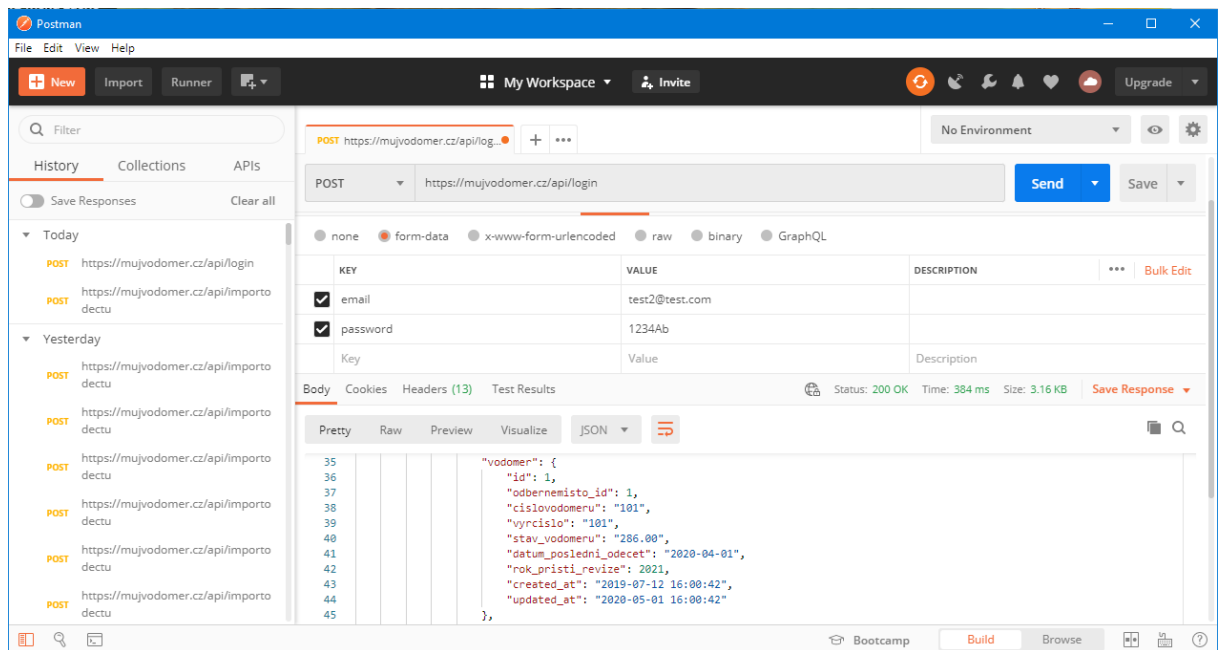 Postman
File Edit View Help
New Import Runner My Workspace Invite Upgrade
Filter
History Collections APIs
Save Responses Clear all
Today
POST https://mujvodomer.cz/api/login
POST https://mujvodomer.cz/api/importo
dectu
Yesterday
POST https://mujvodomer.cz/api/importo
dectu
POST https://mujvodomer.cz/api/importo
dectu
POST https://mujvodomer.cz/api/importo
dectu
POST https://mujvodomer.cz/api/importo
dectu
POST https://mujvodomer.cz/api/importo
dectu
POST https://mujvodomer.cz/api/importo
dectu
POST https://mujvodomer.cz/api/log...
No Environment
POST https://mujvodomer.cz/api/login Send Save
none form-data x-www-form-urlencoded raw binary GraphQL
KEY VALUE DESCRIPTION ••• Bulk Edit
email test2@test.com
password 1234Ab
Key Value Description
Body Cookies Headers (13) Test Results Status: 200 OK Time: 384 ms Size: 3.16 KB Save Response
Pretty Raw Preview Visualize JSON
35 "vodomer": {
36 "id": 1,
37 "odbernemisto_id": 1,
38 "cislovodomeru": "101",
39 "vyrcislo": "101",
40 "stav_vodomeru": "286.00",
41 "datum_posledni_odecet": "2020-04-01",
42 "rok_pristi_revize": 2021,
43 "created_at": "2019-07-12 16:00:42",
44 "updated_at": "2020-05-01 16:00:42"
45 },
Bootcamp Build Browse